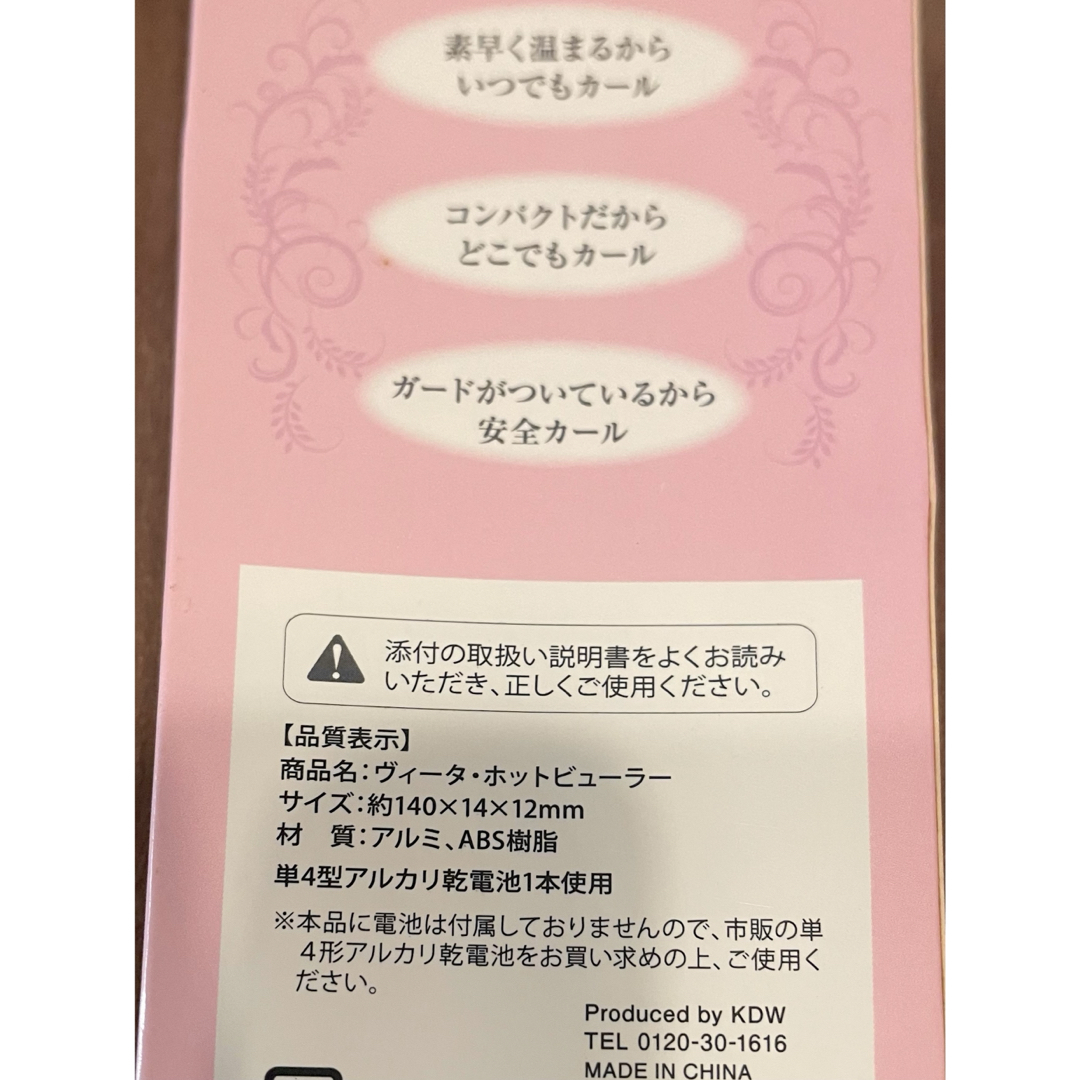 素早く温まるから
いつでもカール
コンパクトだから
どこでもカール
ガードがついているから
安全カール
添付の取扱い説明書をよくお読み
いただき、正しくご使用ください。
【品質表示】
商品名：ヴィータ・ホットビューラー
サイズ：約140×14×12mm
材　質：アルミ、ABS樹脂
単4型アルカリ乾電池1本使用
※本品に電池は付属しておりませんので、市販の単
４形アルカリ乾電池をお買い求めの上、ご使用く
ださい。
Produced by KDW
TEL 0120-30-1616
MADE IN CHINA